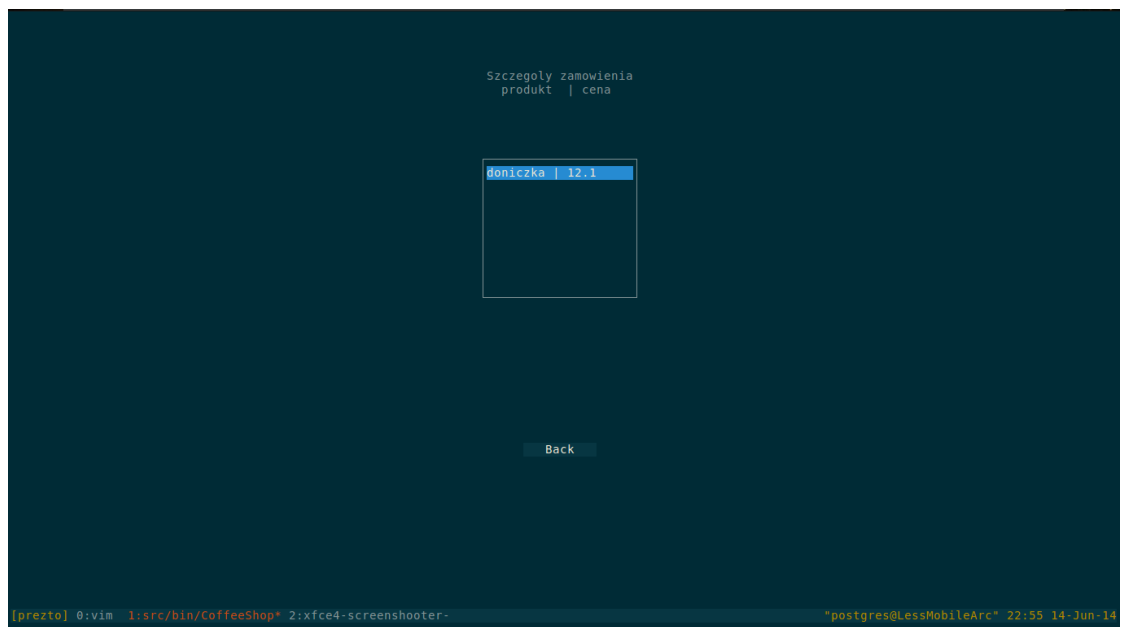 Szczegoly zamowienia
produkt | cena
doniczka | 12.1
Back
[prezto] 0:vim 1:src/bin/CoffeeShop* 2:xfce4-screenshooter- "postgres@LessMobileArc" 22:55 14-Jun-14